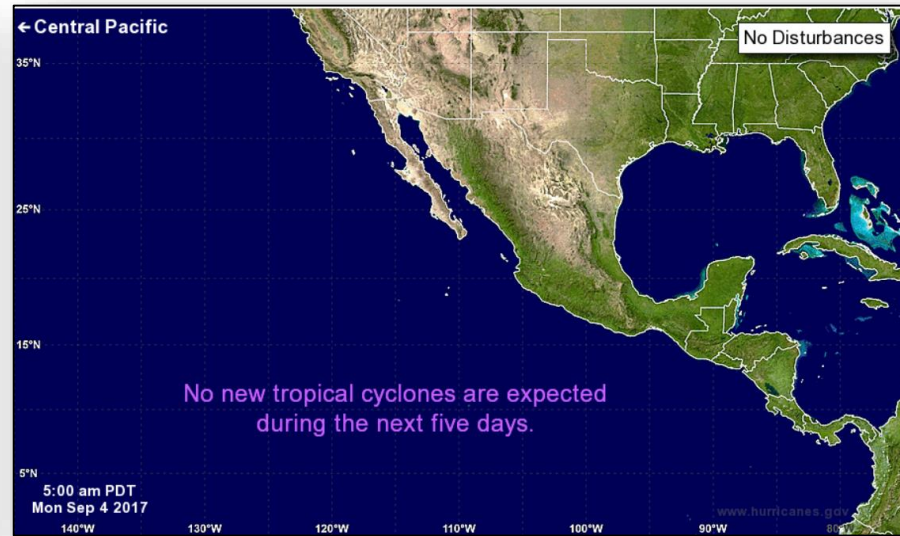 ← Central Pacific
No Disturbances
35°N
25°N
15°N
No new tropical cyclones are expected
during the next five days.
5°N
5:00 am PDT
Mon Sep 4 2017
www.hurricanes.gov
140°W 130°W 120°W 110°W 100°W 90°W 80°